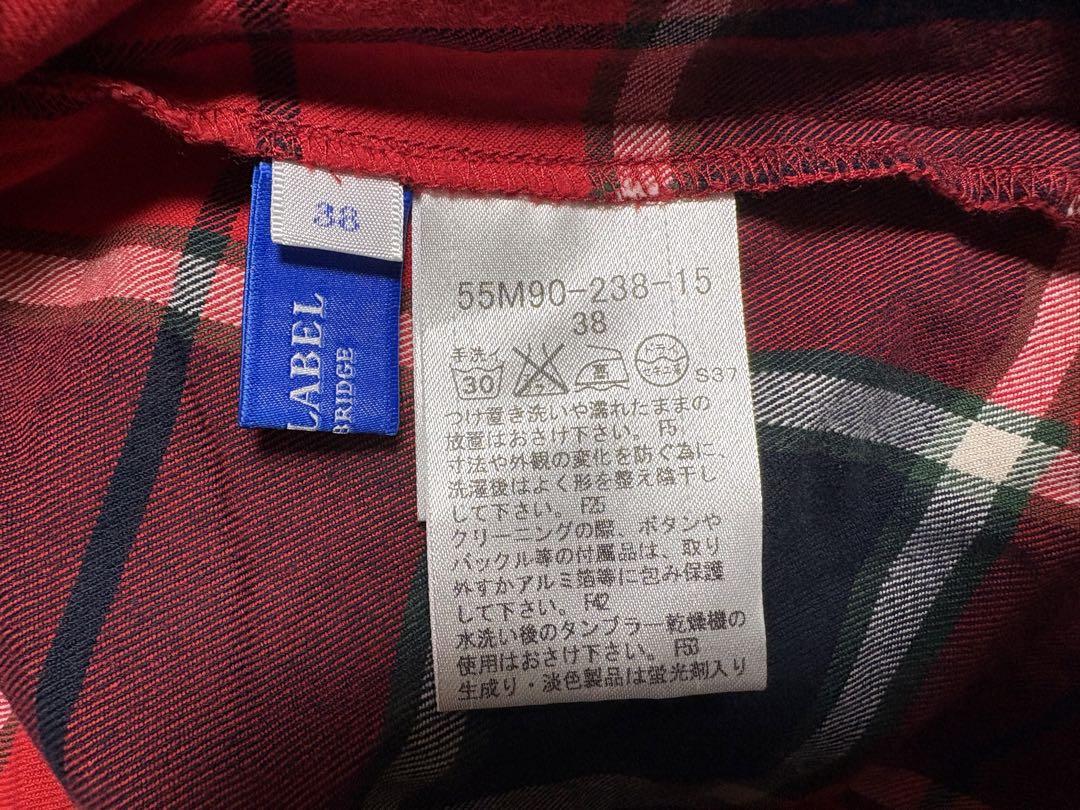 38
LABEL
BRIDGE
55M90-238-15
38
手洗イ
30
S37
つけ置き洗いや濡れたままの
放置はおさけ下さい。 F5
寸法や外観の変化を防ぐ為に、
洗濯後はよく形を整え陰干し
して下さい。 F25
クリーニングの際、ボタンや
バックル等の付属品は、取り
外すかアルミ箔等に包み保護
して下さい。 F42
水洗い後のタンブラー乾燥機の
使用はおさけ下さい。 F53
生成り・淡色製品は蛍光剤入り